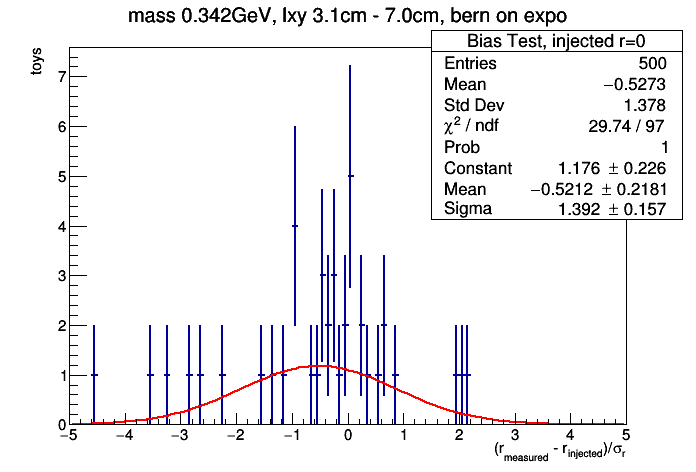 mass 0.342GeV, lxy 3.1cm - 7.0cm, bern on expo
Bias Test, injected r=0
Entries 500
Mean −0.5273
Std Dev 1.378
χ² / ndf 29.74 / 97
Prob 1
Constant 1.176 ± 0.226
Mean −0.5212 ± 0.2181
Sigma 1.392 ± 0.157
toys
7
6
5
4
3
2
1
0
−5 −4 −3 −2 −1 0 1 2 3 4 5
(r_measured - r_injected)/σ_r